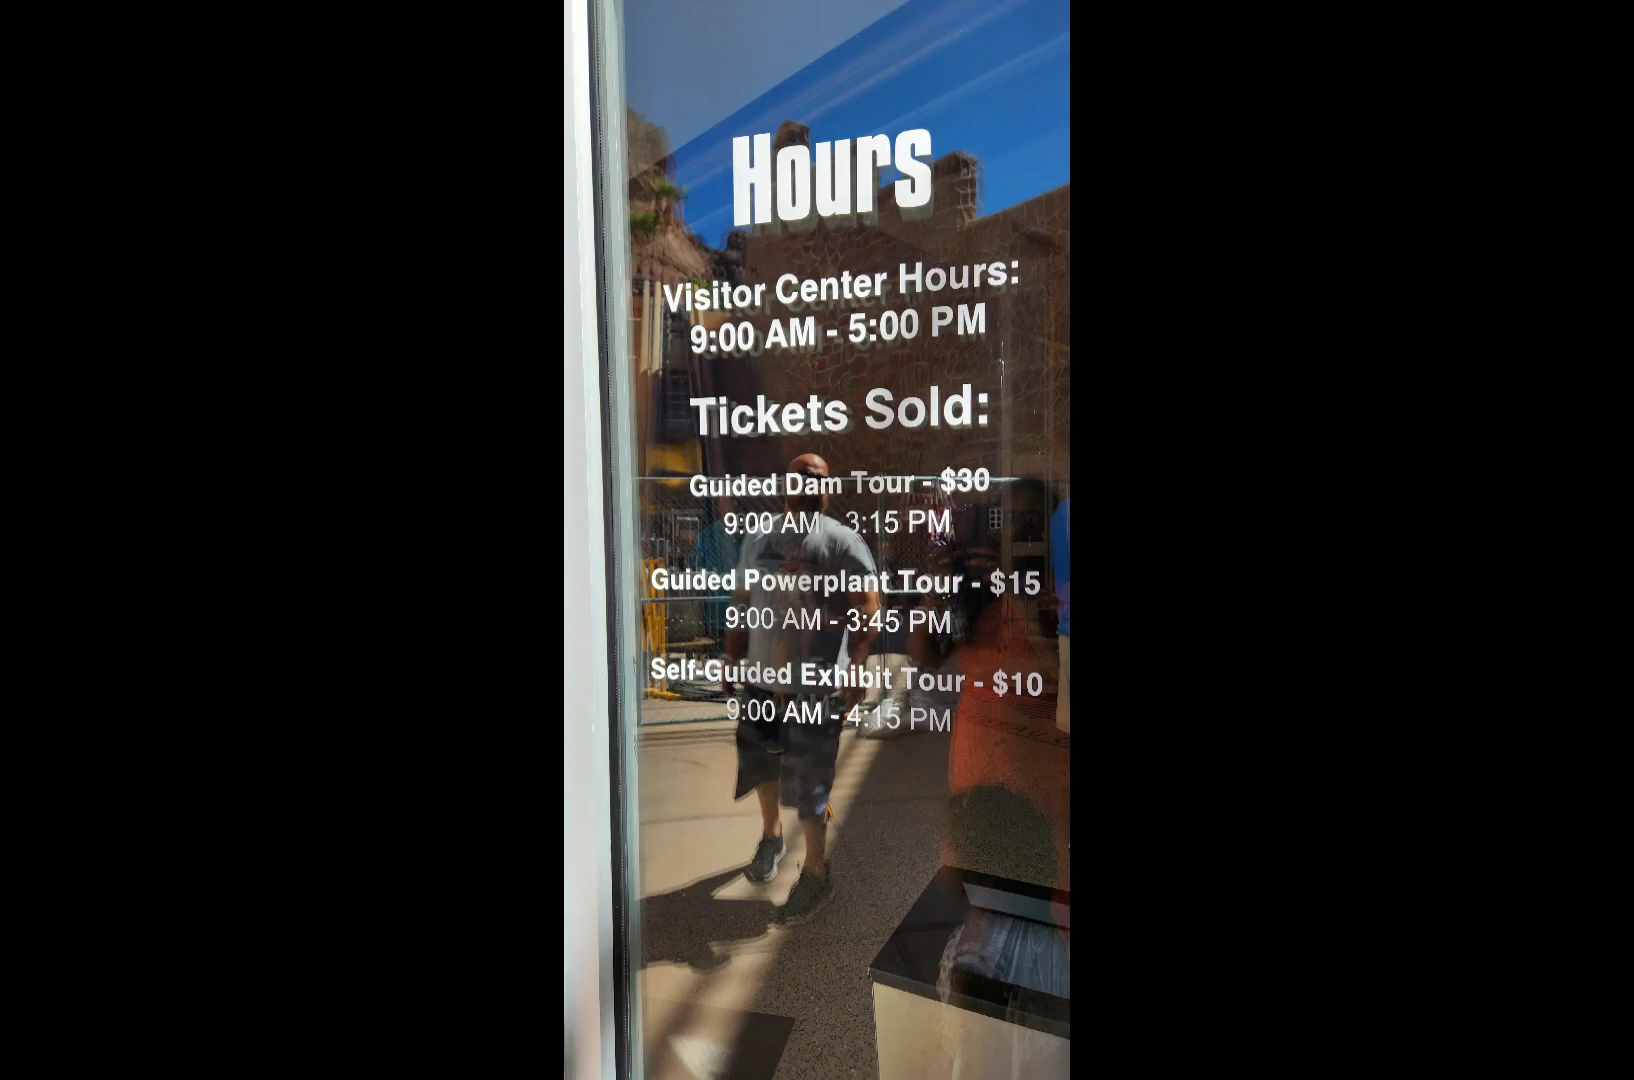 Hours
Visitor Center Hours:
9:00 AM - 5:00 PM
Tickets Sold:
Guided Dam Tour - $30
9:00 AM - 3:15 PM
Guided Powerplant Tour - $15
9:00 AM - 3:45 PM
Self-Guided Exhibit Tour - $10
9:00 AM - 4:15 PM